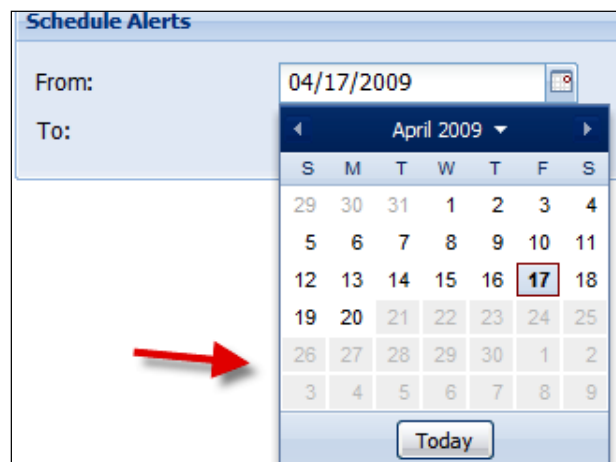 Schedule Alerts
From: 04/17/2009
To:
April 2009
S M T W T F S
29 30 31 1 2 3 4
5 6 7 8 9 10 11
12 13 14 15 16 17 18
19 20 21 22 23 24 25
26 27 28 29 30 1 2
3 4 5 6 7 8 9
Today